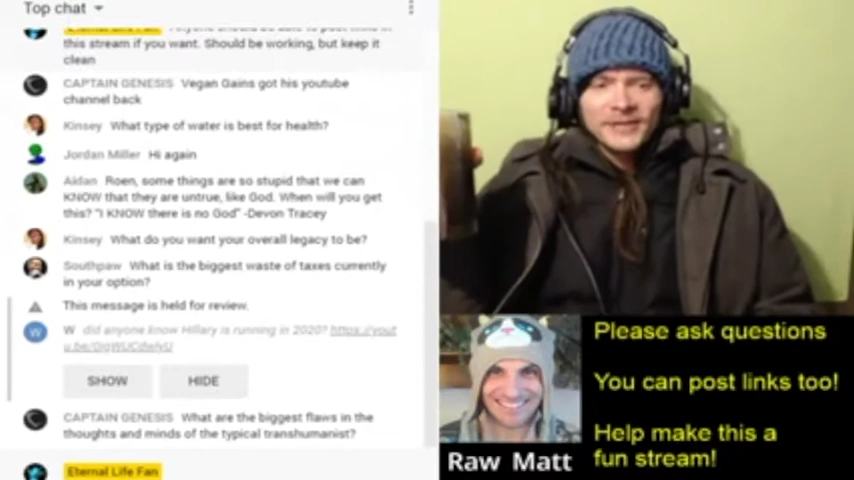 Top chat
Eternal Life Fan Anyone should be able to post links in
this stream if you want. Should be working, but keep it
clean
CAPTAIN GENESIS Vegan Gains got his youtube
channel back
Kinsey What type of water is best for health?
Jordan Miller Hi again
Aidan Roen, some things are so stupid that we can
KNOW that they are untrue, like God. When will you get
this? "I KNOW there is no God" -Devon Tracey
Kinsey What do you want your overall legacy to be?
Southpaw What is the biggest waste of taxes currently
in your option?
This message is held for review.
W
W did anyone know Hillary is running in 2020? https://yout
SHOW
HIDE
CAPTAIN GENESIS What are the biggest flaws in the
thoughts and minds of the typical transhumanist?
Eternal Life Fan
Please ask questions
You can post links too!
Help make this a
fun stream!
Raw Matt